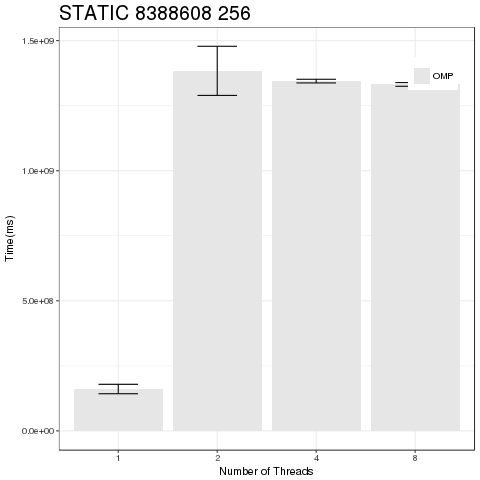 STATIC 8388608 256
1.5e+09
1.0e+09
5.0e+08
0.0e+00
Time(ms)
OMP
1 2 4 8
Number of Threads